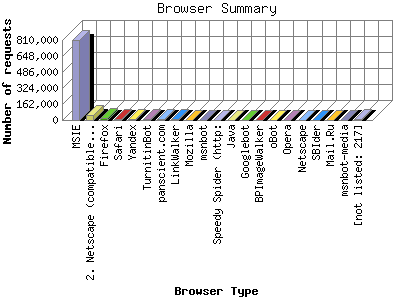 Browser Summary
Number of requests
810,000
648,000
486,000
324,000
162,000
0
MSIE
2. Netscape (compatible...
Firefox
Safari
Yandex
TurnitinBot
panscient.com
LinkWalker
Mozilla
msnbot
Speedy Spider (http:
Java
Googlebot
BPImageWalker
oBot
Opera
Netscape
SBIder
Mail.Ru
msnbot-media
[not listed: 217]
Browser Type